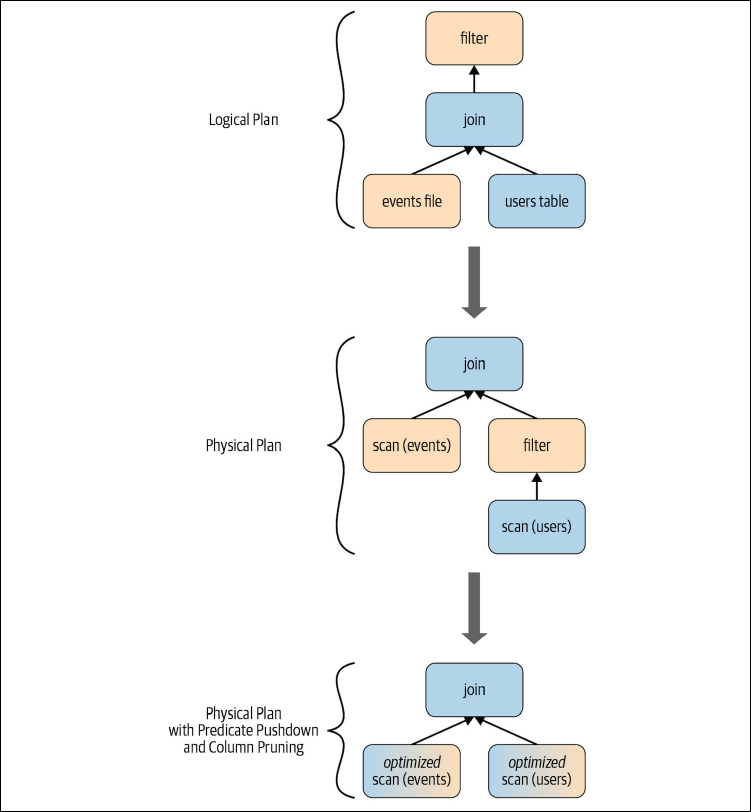 filter
Logical Plan
join
events file
users table
join
Physical Plan
scan (events)
filter
scan (users)
join
Physical Plan
with Predicate Pushdown
and Column Pruning
optimized
scan (events)
optimized
scan (users)